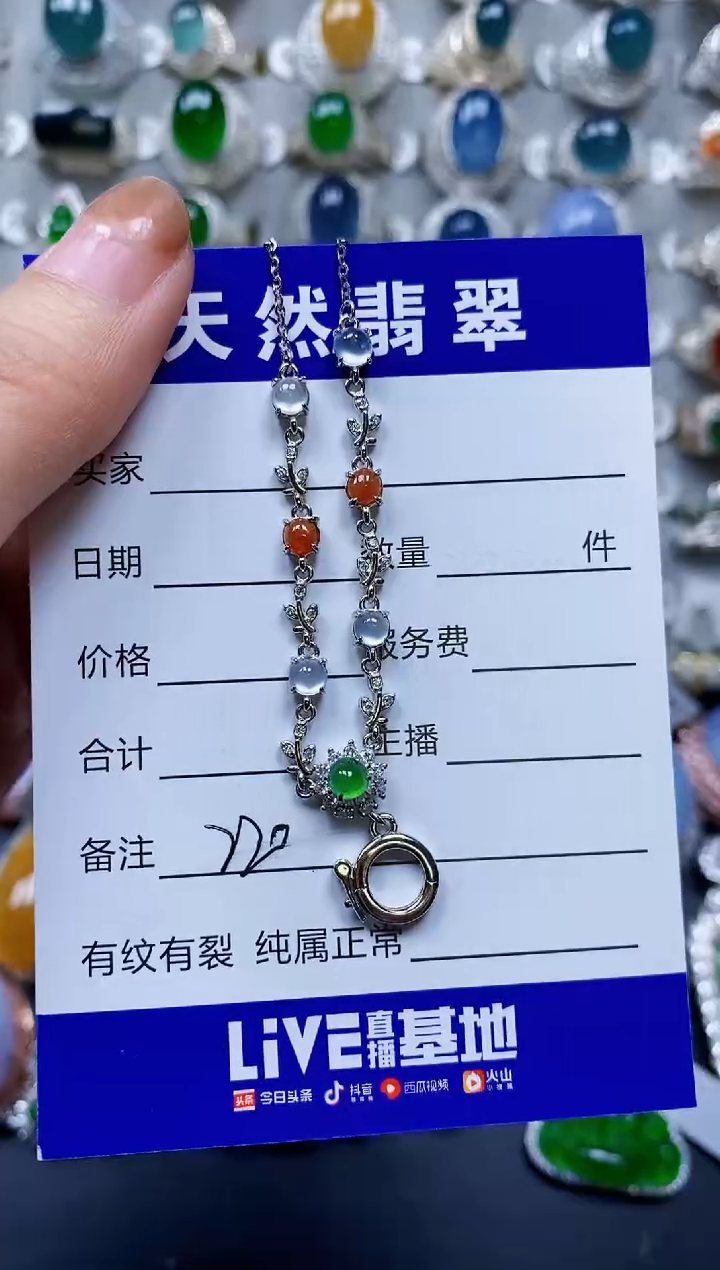 天然翡翠
买家
日期 数量 件
价格 服务费
合计 主播
备注
有纹有裂 纯属正常
LiVE直播基地
头条 今日头条 抖音 西瓜视频 火山